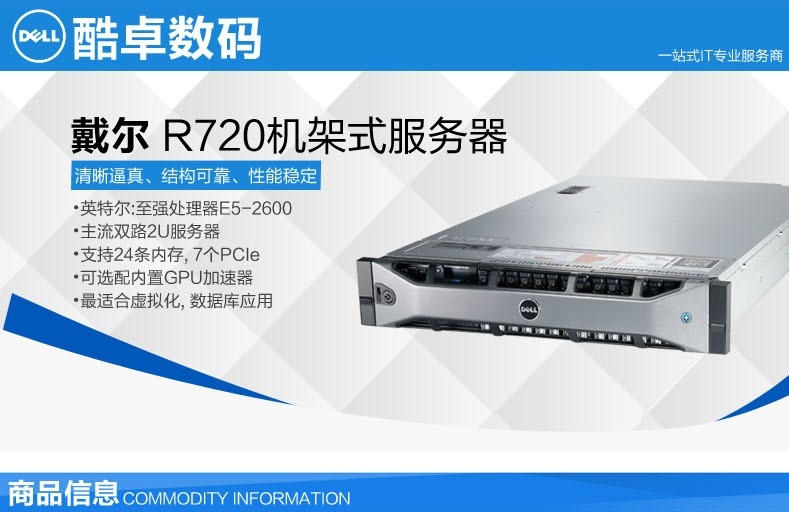 DELL 酷卓数码
一站式IT专业服务商
戴尔 R720机架式服务器
清晰逼真、结构可靠、性能稳定
•英特尔:至强处理器E5-2600
•主流双路2U服务器
•支持24条内存, 7个PCIe
•可选配内置GPU加速器
•最适合虚拟化, 数据库应用
DELL
商品信息 COMMODITY INFORMATION